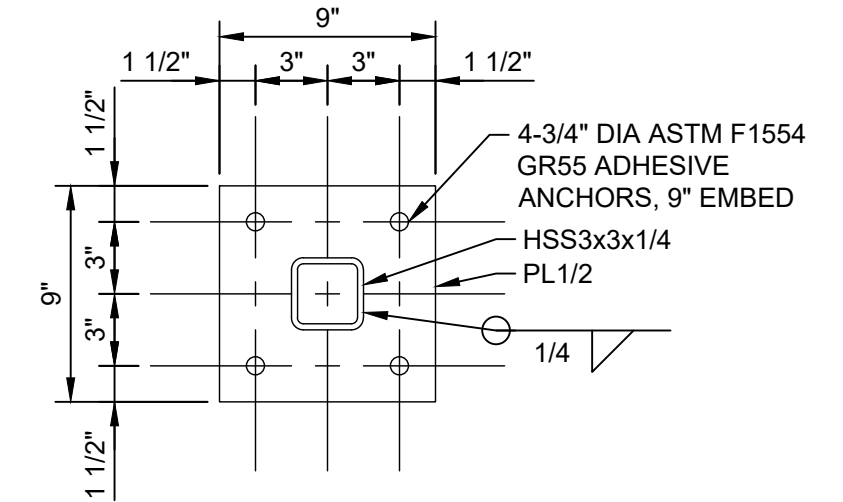 9"
1 1/2"
3"
3"
1 1/2"
1 1/2"
3"
9"
3"
1 1/2"
4-3/4" DIA ASTM F1554
GR55 ADHESIVE
ANCHORS, 9" EMBED
HSS3x3x1/4
PL1/2
1/4